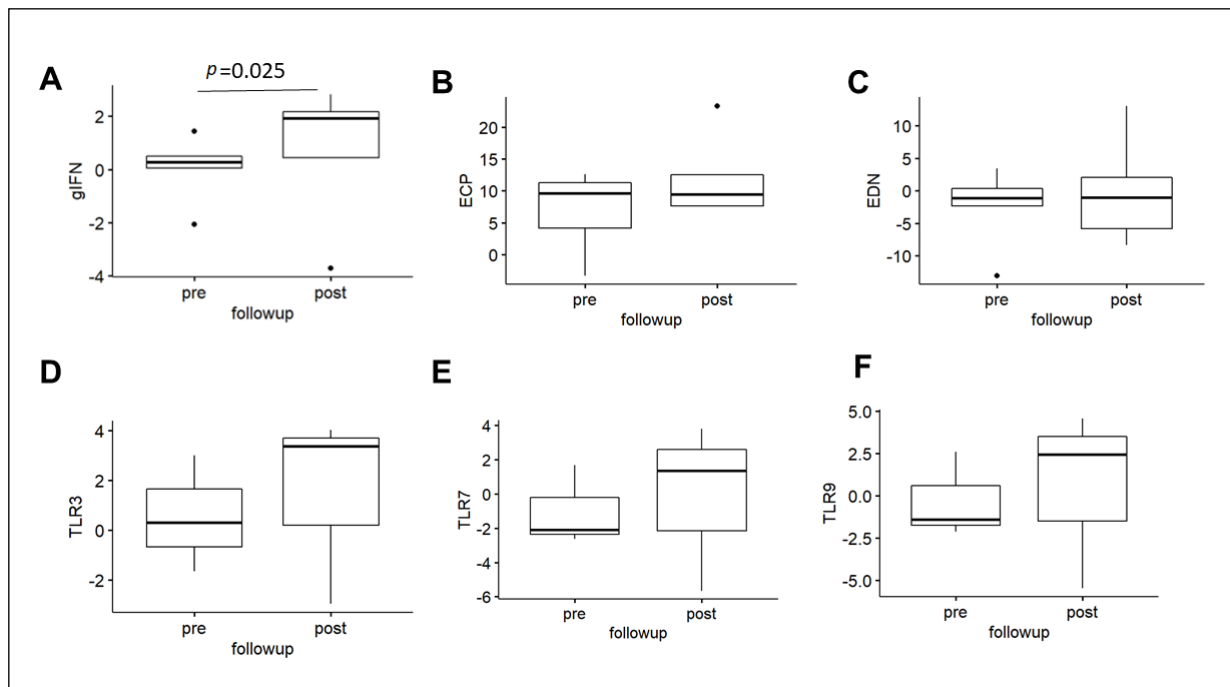 A
p=0.025
gIFN
2
0
-2
-4
pre
post
followup
B
ECP
20
15
10
5
0
pre
post
followup
C
EDN
10
5
0
-5
-10
pre
post
followup
D
TLR3
4
2
0
-2
pre
post
followup
E
TLR7
4
2
0
-2
-4
-6
pre
post
followup
F
TLR9
5.0
2.5
0.0
-2.5
-5.0
pre
post
followup